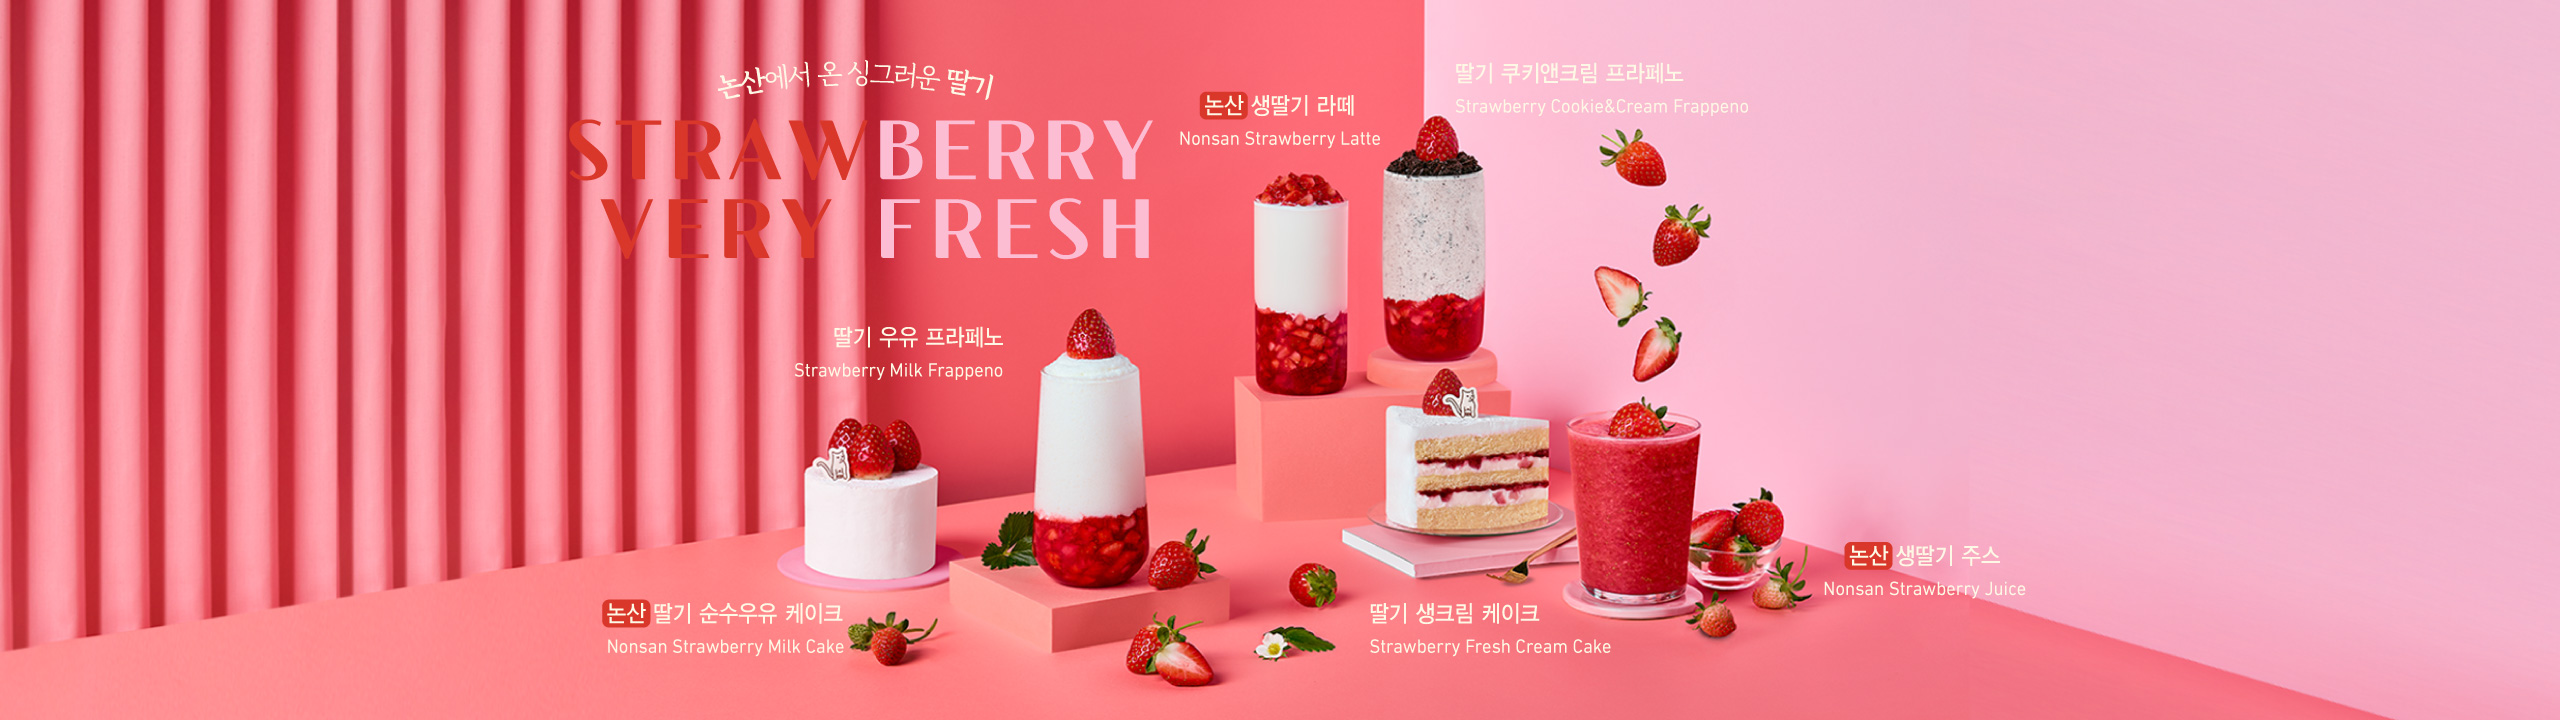 논산에서 온 싱그러운 딸기
STRAWBERRY
VERY FRESH
논산 생딸기 라떼
Nonsan Strawberry Latte
딸기 쿠키앤크림 프라페노
Strawberry Cookie&Cream Frappeno
딸기 우유 프라페노
Strawberry Milk Frappeno
논산 딸기 순수우유 케이크
Nonsan Strawberry Milk Cake
딸기 생크림 케이크
Strawberry Fresh Cream Cake
논산 생딸기 주스
Nonsan Strawberry Juice